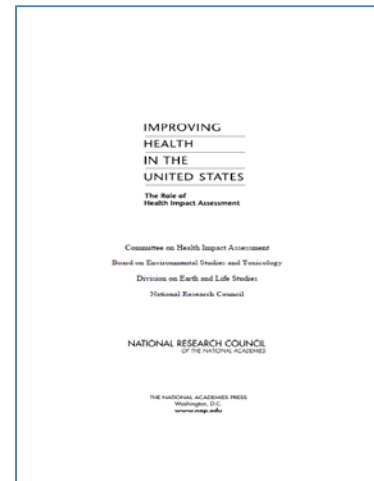 IMPROVING
HEALTH
IN THE
UNITED STATES
The Role of
Health Impact Assessment
Committee on Health Impact Assessment
Board on Environmental Studies and Toxicology
Division on Earth and Life Studies
National Research Council
NATIONAL RESEARCH COUNCIL
OF THE NATIONAL ACADEMIES
THE NATIONAL ACADEMIES PRESS
Washington, D.C.
www.nap.edu